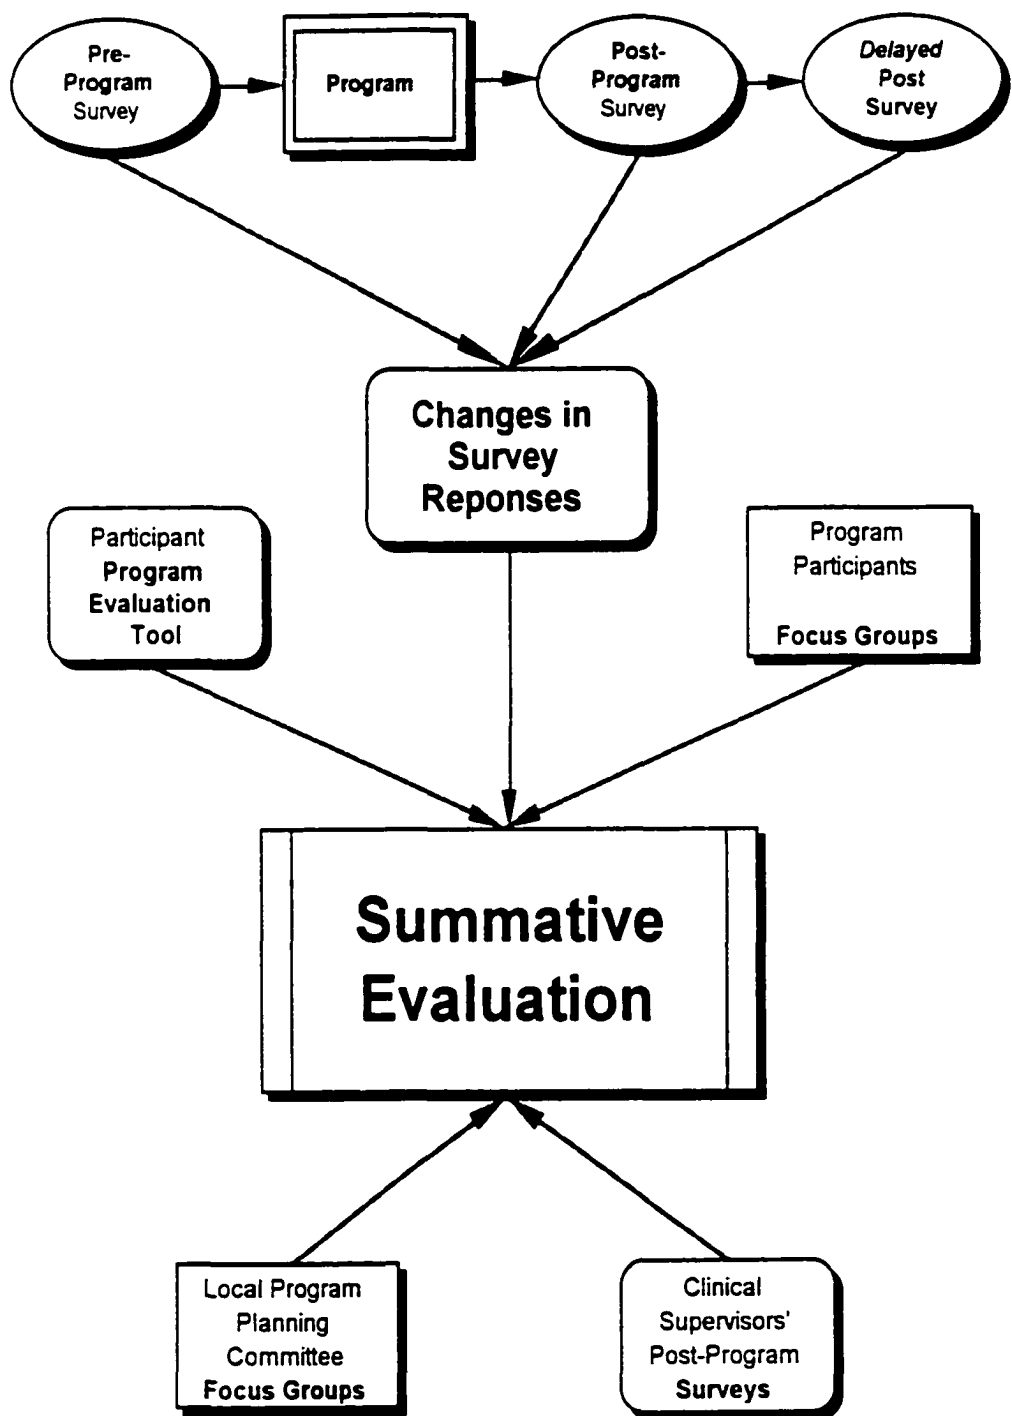 Pre-
Program
Survey
Program
Post-
Program
Survey
Delayed
Post
Survey
Changes in
Survey
Reponses
Participant
Program
Evaluation
Tool
Program
Participants
Focus Groups
Summative
Evaluation
Local Program
Planning
Committee
Focus Groups
Clinical
Supervisors'
Post-Program
Surveys